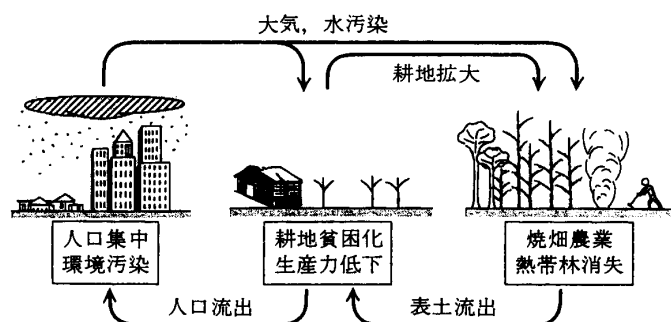 大気，水汚染
耕地拡大
人口集中
環境汚染
耕地貧困化
生産力低下
焼畑農業
熱帯林消失
人口流出
表土流出